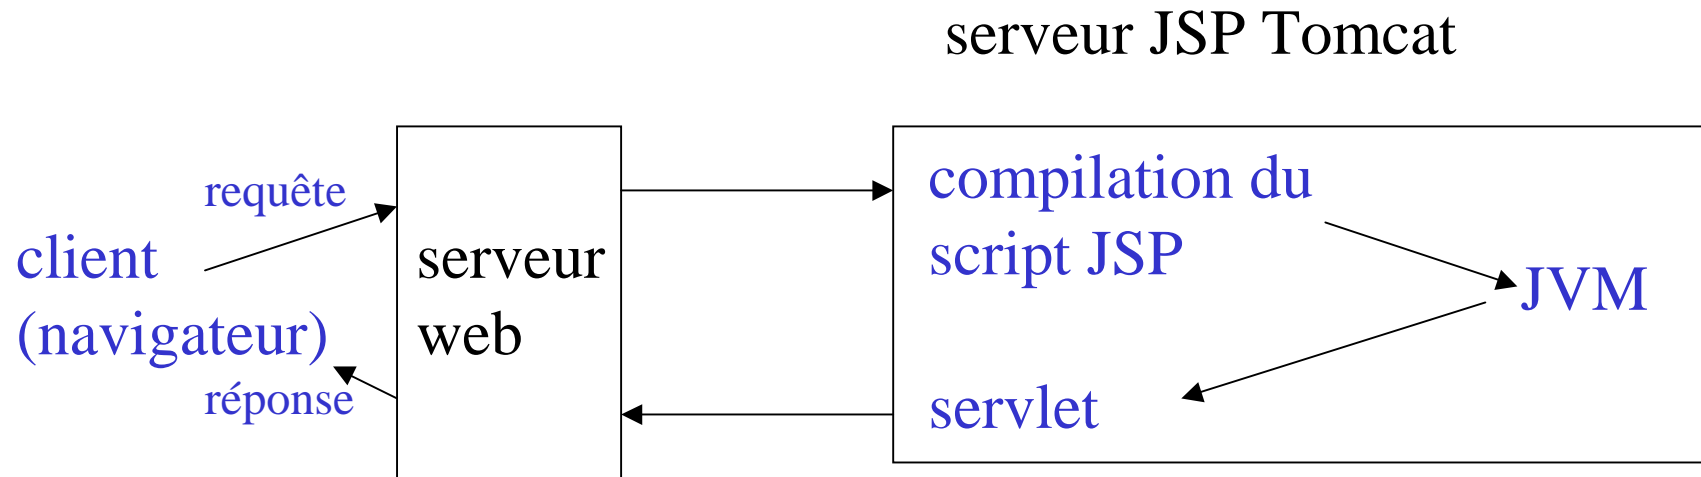 serveur JSP Tomcat
requête
client
(navigateur)
réponse
serveur
web
compilation du
script JSP
JVM
servlet